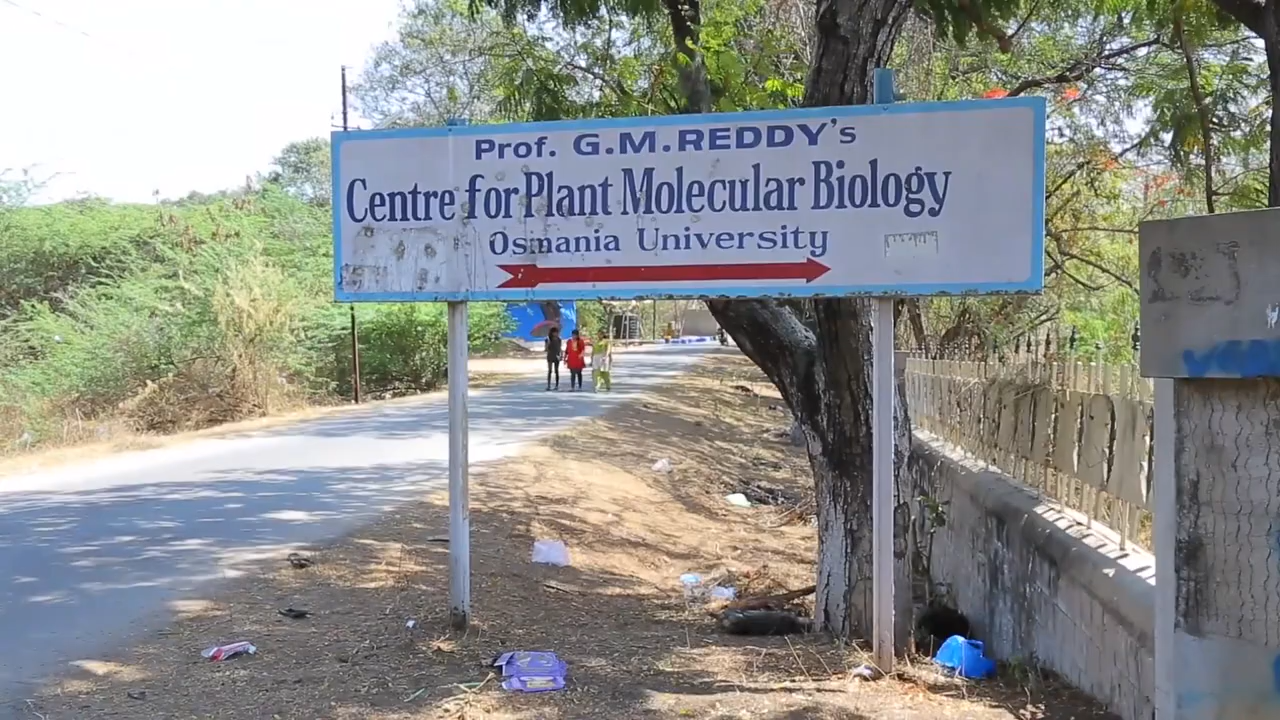 Prof. G.M.REDDY's
Centre for Plant Molecular Biology
Osmania University